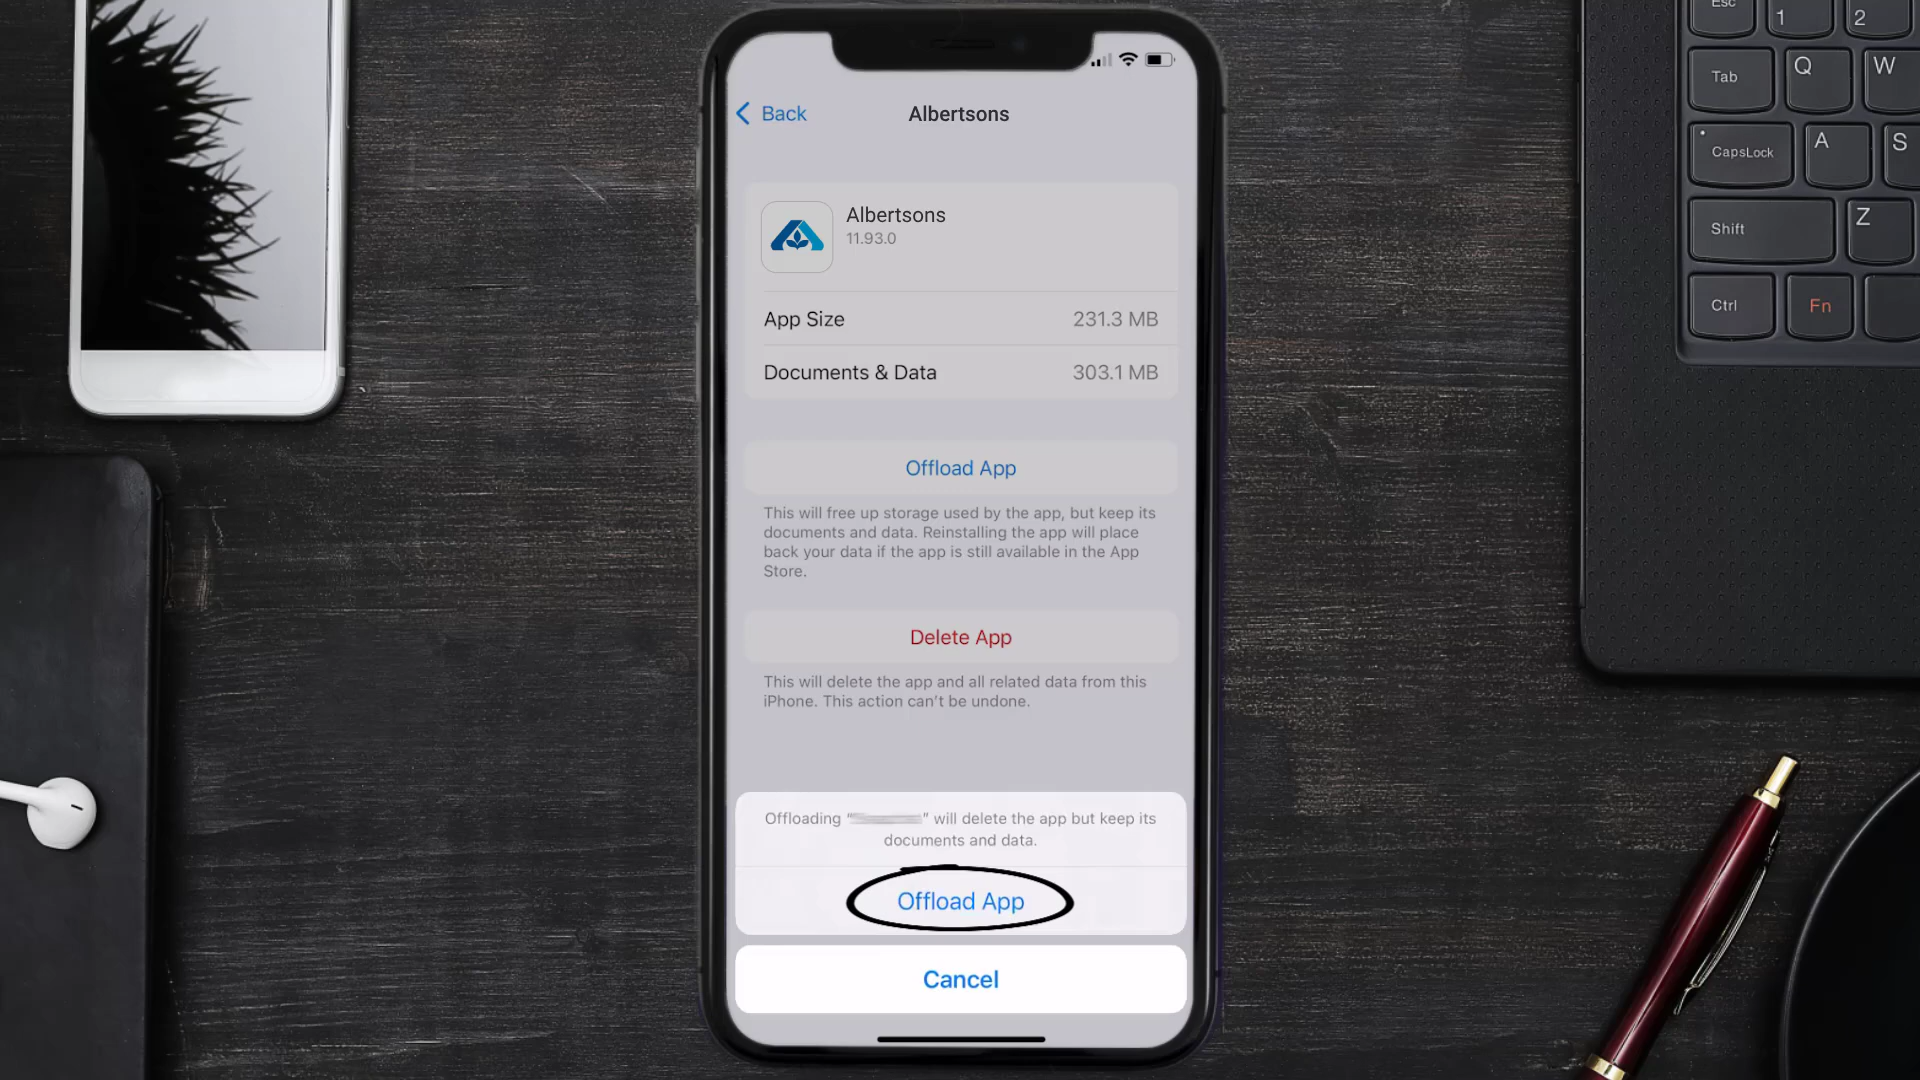 Back
Albertsons
Albertsons
11.93.0
App Size
231.3 MB
Documents & Data
303.1 MB
Offload App
This will free up storage used by the app, but keep its
documents and data. Reinstalling the app will place
back your data if the app is still available in the App
Store.
Delete App
This will delete the app and all related data from this
iPhone. This action can't be undone.
Offloading "" will delete the app but keep its
documents and data.
Offload App
Cancel
Esc
1
2
Tab
Q
W
CapsLock
A
S
Shift
Z
Ctrl
Fn